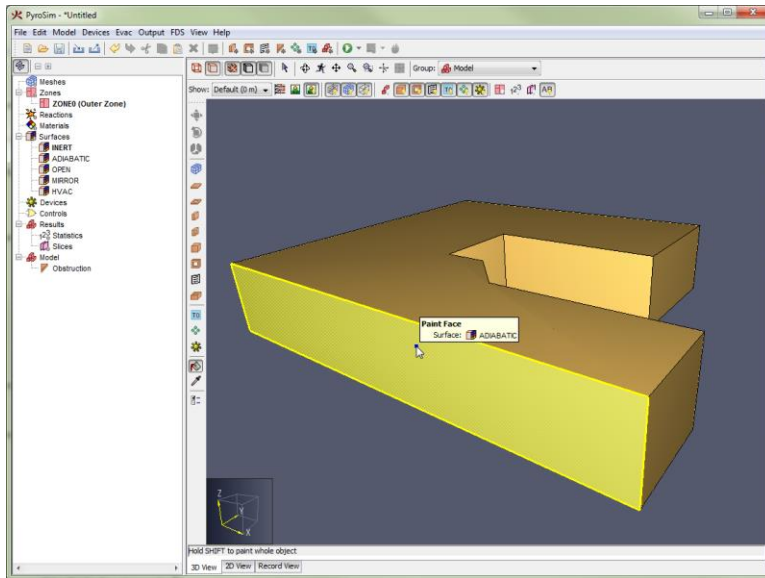 PyroSim - *Untitled
File Edit Model Devices Evac Output FDS View Help
Group: Model
Show: Default (0 m)
Meshes
Zones
ZONE0 (Outer Zone)
Reactions
Materials
Surfaces
INERT
ADIABATIC
OPEN
MIRROR
HVAC
Devices
Controls
Results
Statistics
Slices
Model
Obstruction
Paint Face
Surface: ADIABATIC
Z
Y
X
Hold SHIFT to paint whole object
3D View 2D View Record View